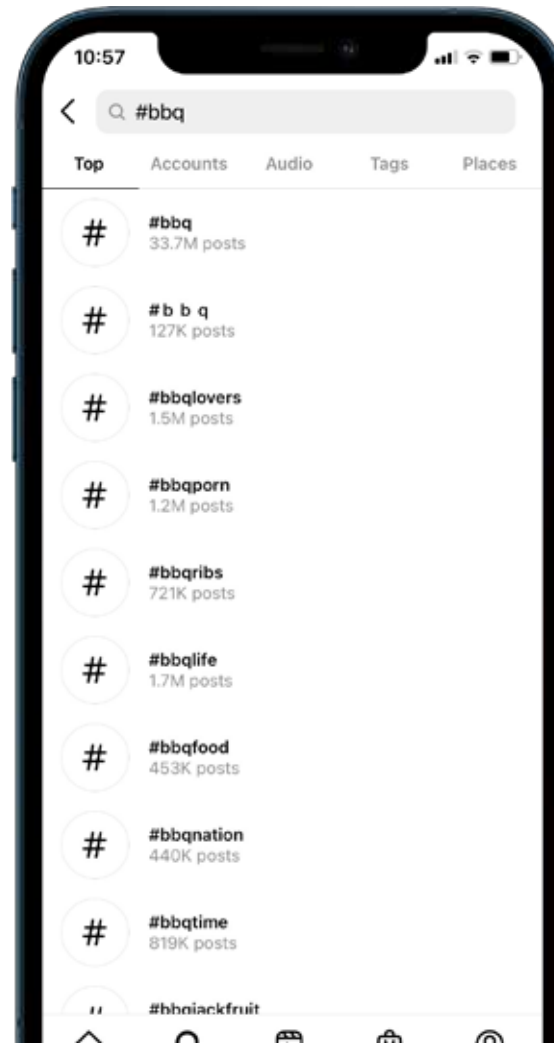 10:57
#bbq
Top Accounts Audio Tags Places
#bbq
33.7M posts
#b b q
127K posts
#bbqlovers
1.5M posts
#bbqporn
1.2M posts
#bbqribs
721K posts
#bbqlife
1.7M posts
#bbqfood
453K posts
#bbqnation
440K posts
#bbqtime
819K posts
#bbqjackfruit